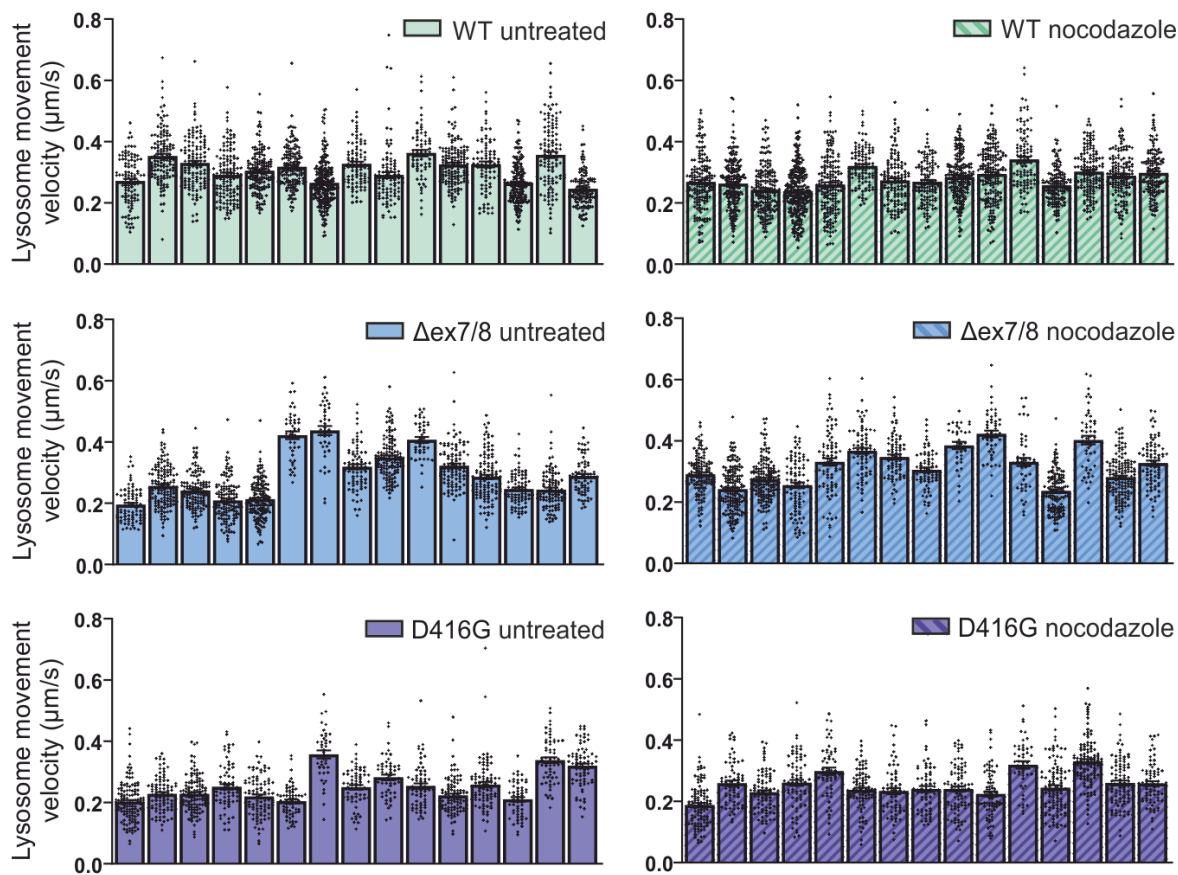 WT untreated
Lysosome movement
velocity (µm/s)
0.8
0.6
0.4
0.2
0.0
WT nocodazole
0.8
0.6
0.4
0.2
0.0
Δex7/8 untreated
Lysosome movement
velocity (µm/s)
0.8
0.6
0.4
0.2
0.0
Δex7/8 nocodazole
0.8
0.6
0.4
0.2
0.0
D416G untreated
Lysosome movement
velocity (µm/s)
0.8
0.6
0.4
0.2
0.0
D416G nocodazole
0.8
0.6
0.4
0.2
0.0